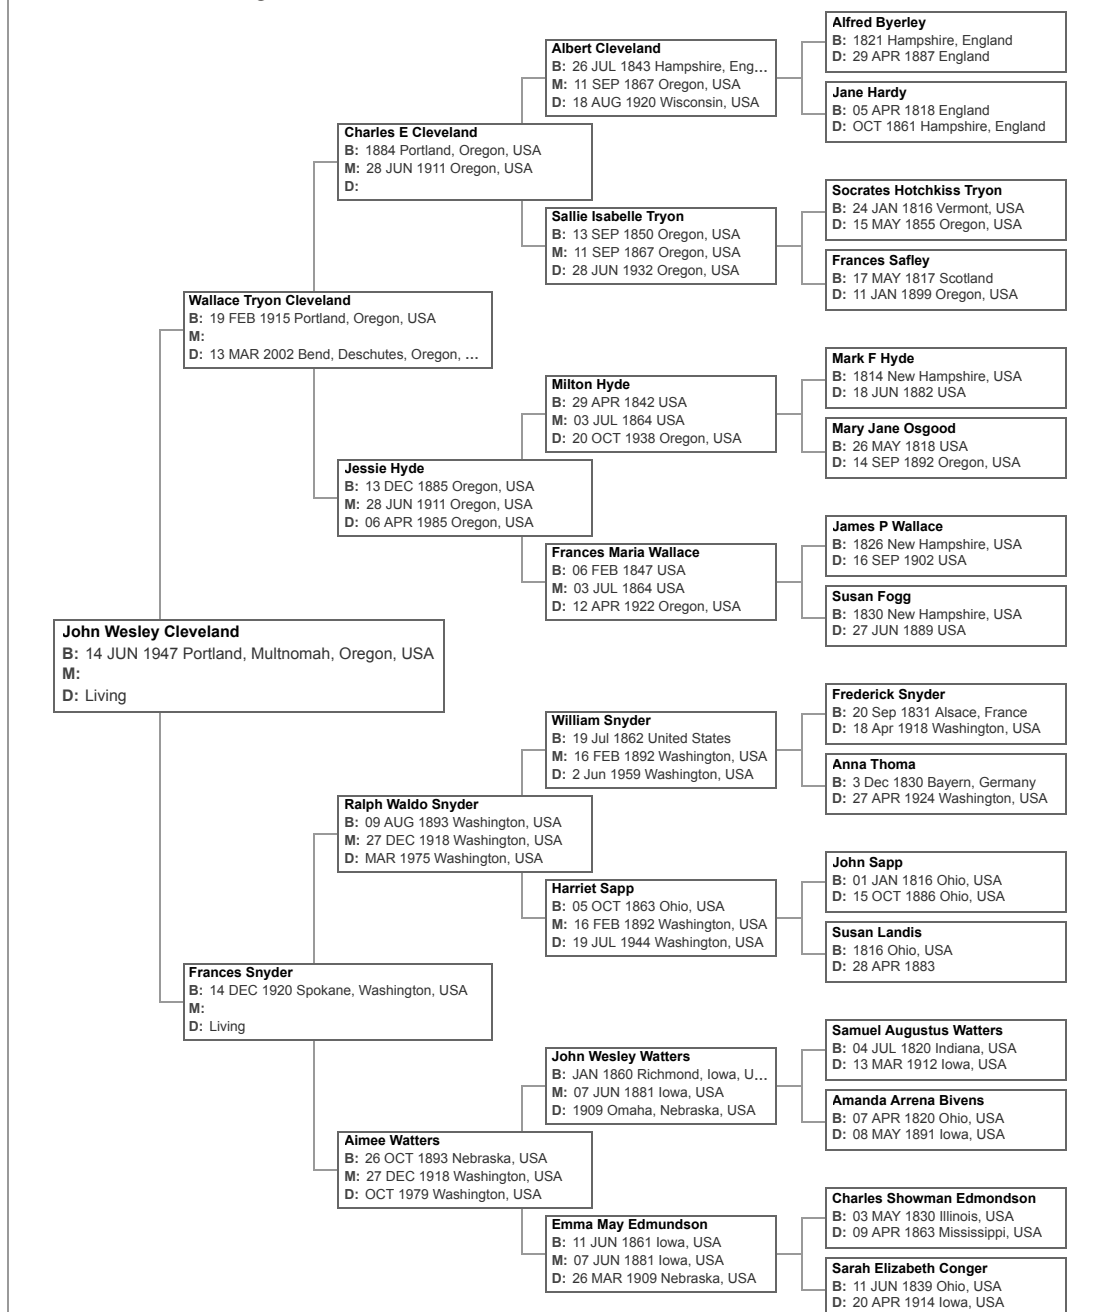 Alfred Byerley
B: 1821 Hampshire, England
D: 29 APR 1887 England
Albert Cleveland
B: 26 JUL 1843 Hampshire, Eng...
M: 11 SEP 1867 Oregon, USA
D: 18 AUG 1920 Wisconsin, USA
Jane Hardy
B: 05 APR 1818 England
D: OCT 1861 Hampshire, England
Charles E Cleveland
B: 1884 Portland, Oregon, USA
M: 28 JUN 1911 Oregon, USA
D:
Socrates Hotchkiss Tryon
B: 24 JAN 1816 Vermont, USA
D: 15 MAY 1855 Oregon, USA
Sallie Isabelle Tryon
B: 13 SEP 1850 Oregon, USA
M: 11 SEP 1867 Oregon, USA
D: 28 JUN 1932 Oregon, USA
Frances Safley
B: 17 MAY 1817 Scotland
D: 11 JAN 1899 Oregon, USA
Wallace Tryon Cleveland
B: 19 FEB 1915 Portland, Oregon, USA
M:
D: 13 MAR 2002 Bend, Deschutes, Oregon, ...
Mark F Hyde
B: 1814 New Hampshire, USA
D: 18 JUN 1882 USA
Milton Hyde
B: 29 APR 1842 USA
M: 03 JUL 1864 USA
D: 20 OCT 1938 Oregon, USA
Mary Jane Osgood
B: 26 MAY 1818 USA
D: 14 SEP 1892 Oregon, USA
Jessie Hyde
B: 13 DEC 1885 Oregon, USA
M: 28 JUN 1911 Oregon, USA
D: 06 APR 1985 Oregon, USA
James P Wallace
B: 1826 New Hampshire, USA
D: 16 SEP 1902 USA
Frances Maria Wallace
B: 06 FEB 1847 USA
M: 03 JUL 1864 USA
D: 12 APR 1922 Oregon, USA
Susan Fogg
B: 1830 New Hampshire, USA
D: 27 JUN 1889 USA
John Wesley Cleveland
B: 14 JUN 1947 Portland, Multnomah, Oregon, USA
M:
D: Living
Frederick Snyder
B: 20 Sep 1831 Alsace, France
D: 18 Apr 1918 Washington, USA
William Snyder
B: 19 Jul 1862 United States
M: 16 FEB 1892 Washington, USA
D: 2 Jun 1959 Washington, USA
Anna Thoma
B: 3 Dec 1830 Bayern, Germany
D: 27 APR 1924 Washington, USA
Ralph Waldo Snyder
B: 09 AUG 1893 Washington, USA
M: 27 DEC 1918 Washington, USA
D: MAR 1975 Washington, USA
John Sapp
B: 01 JAN 1816 Ohio, USA
D: 15 OCT 1886 Ohio, USA
Harriet Sapp
B: 05 OCT 1863 Ohio, USA
M: 16 FEB 1892 Washington, USA
D: 19 JUL 1944 Washington, USA
Susan Landis
B: 1816 Ohio, USA
D: 28 APR 1883
Frances Snyder
B: 14 DEC 1920 Spokane, Washington, USA
M:
D: Living
Samuel Augustus Watters
B: 04 JUL 1820 Indiana, USA
D: 13 MAR 1912 Iowa, USA
John Wesley Watters
B: JAN 1860 Richmond, Iowa, U...
M: 07 JUN 1881 Iowa, USA
D: 1909 Omaha, Nebraska, USA
Amanda Arrena Bivens
B: 07 APR 1820 Ohio, USA
D: 08 MAY 1891 Iowa, USA
Aimee Watters
B: 26 OCT 1893 Nebraska, USA
M: 27 DEC 1918 Washington, USA
D: OCT 1979 Washington, USA
Charles Showman Edmondson
B: 03 MAY 1830 Illinois, USA
D: 09 APR 1863 Mississippi, USA
Emma May Edmundson
B: 11 JUN 1861 Iowa, USA
M: 07 JUN 1881 Iowa, USA
D: 26 MAR 1909 Nebraska, USA
Sarah Elizabeth Conger
B: 11 JUN 1839 Ohio, USA
D: 20 APR 1914 Iowa, USA